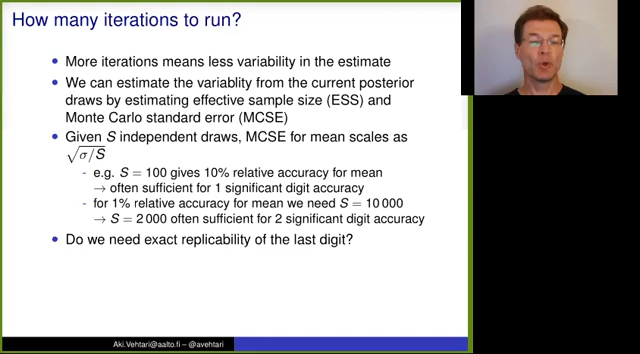 How many iterations to run?
• More iterations means less variability in the estimate
• We can estimate the variablity from the current posterior
draws by estimating effective sample size (ESS) and
Monte Carlo standard error (MCSE)
• Given S independent draws, MCSE for mean scales as
√σ/S
- e.g. S = 100 gives 10% relative accuracy for mean
→ often sufficient for 1 significant digit accuracy
- for 1% relative accuracy for mean we need S = 10 000
→ S = 2 000 often sufficient for 2 significant digit accuracy
• Do we need exact replicability of the last digit?
Aki.Vehtari@aalto.fi – @avehtari